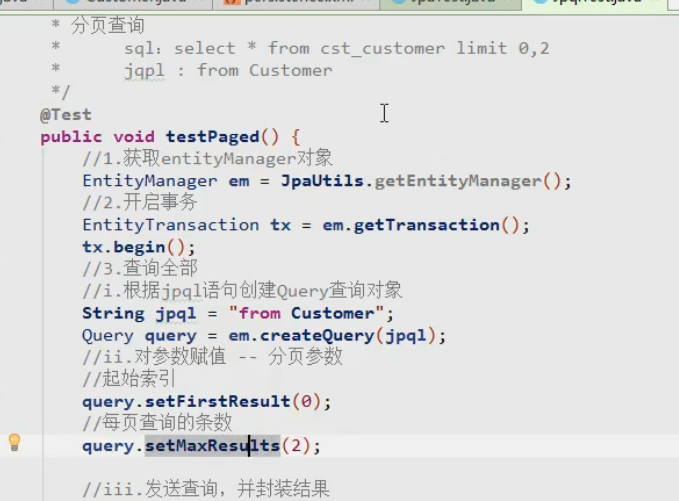 * 分页查询
* sql：select * from cst_customer limit 0,2
* jqpl : from Customer
*/
@Test
public void testPaged() {
//1.获取entityManager对象
EntityManager em = JpaUtils.getEntityManager();
//2.开启事务
EntityTransaction tx = em.getTransaction();
tx.begin();
//3.查询全部
//i.根据jpql语句创建Query查询对象
String jpql = "from Customer";
Query query = em.createQuery(jpql);
//ii.对参数赋值 -- 分页参数
//起始索引
query.setFirstResult(0);
//每页查询的条数
query.setMaxResults(2);
//iii.发送查询，并封装结果